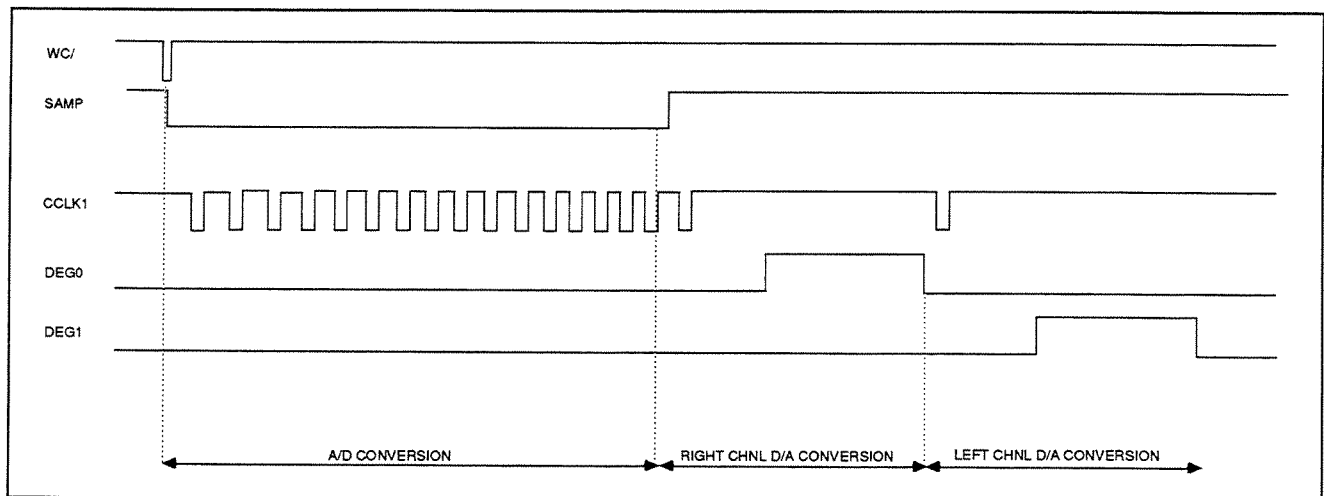 WC/
SAMP
CCLK1
DEG0
DEG1
A/D CONVERSION
RIGHT CHNL D/A CONVERSION
LEFT CHNL D/A CONVERSION